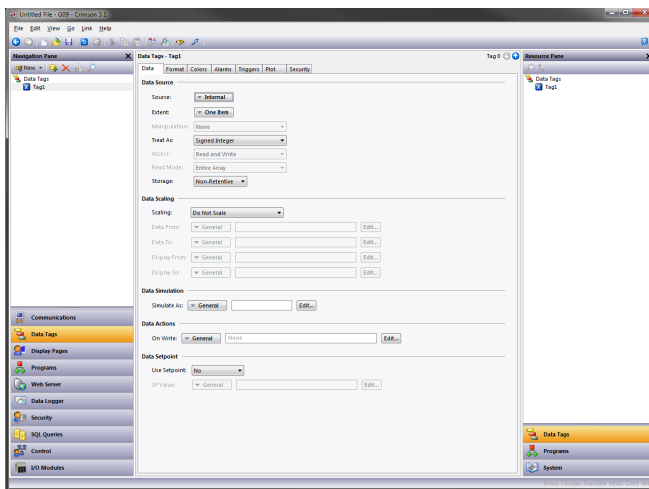 Untitled File - G09 - Crimson 3.1
File Edit View Go Link Help
Navigation Pane
New
Data Tags
Tag1
Communications
Data Tags
Display Pages
Programs
Web Server
Data Logger
Security
SQL Queries
Control
I/O Modules
Data Tags - Tag1
Tag 0
Data Format Colors Alarms Triggers Plot Security
Data Source
Source: Internal
Extent: One Item
Manipulation: None
Treat As: Signed Integer
Access: Read and Write
Read Mode: Entire Array
Storage: Non-Retentive
Data Scaling
Scaling: Do Not Scale
Data From: General Edit...
Data To: General Edit...
Display From: General Edit...
Display To: General Edit...
Data Simulation
Simulate As: General Edit...
Data Actions
On Write: General None Edit...
Data Setpoint
Use Setpoint: No
SP Value: General Edit...
Resource Pane
Data Tags
Tag1
Data Tags
Programs
System
Errors Circular Translate READ CAPS